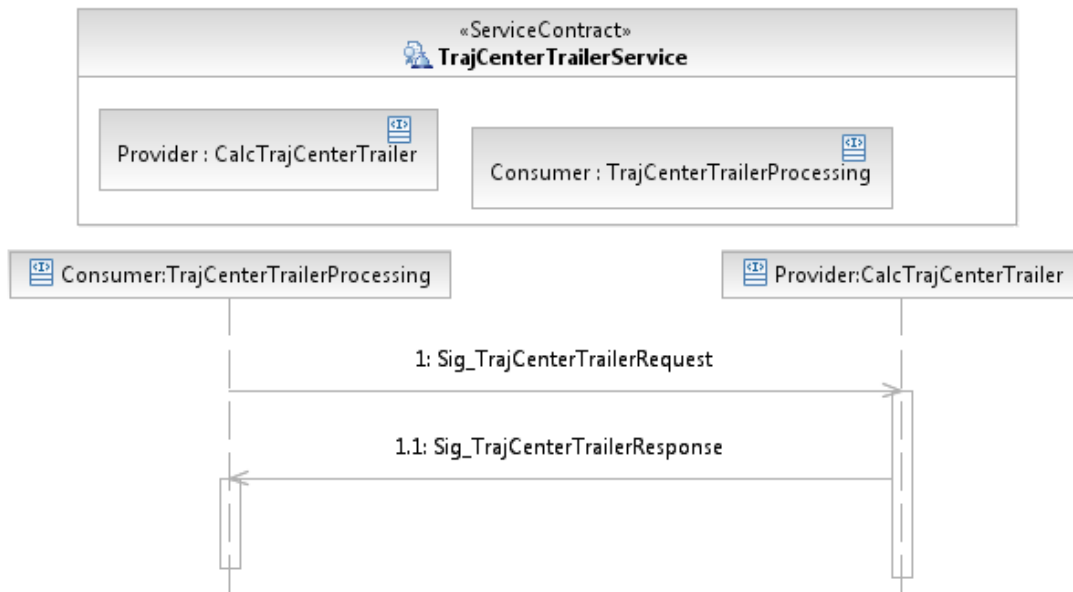 «ServiceContract»
TrajCenterTrailerService
Provider : CalcTrajCenterTrailer
Consumer : TrajCenterTrailerProcessing
Consumer:TrajCenterTrailerProcessing
Provider:CalcTrajCenterTrailer
1: Sig_TrajCenterTrailerRequest
1.1: Sig_TrajCenterTrailerResponse